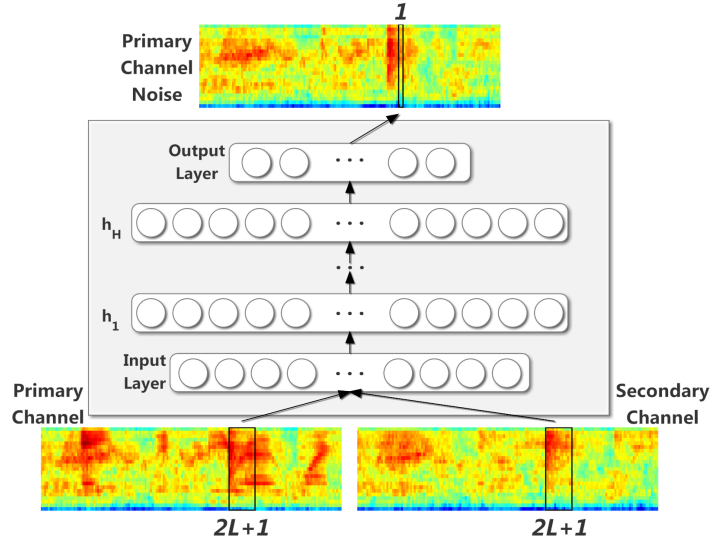 1
Primary
Channel
Noise
Output
Layer
. . .
h_H
. . .
. . .
h_1
. . .
Input
Layer
. . .
Primary
Channel
Secondary
Channel
2L+1
2L+1